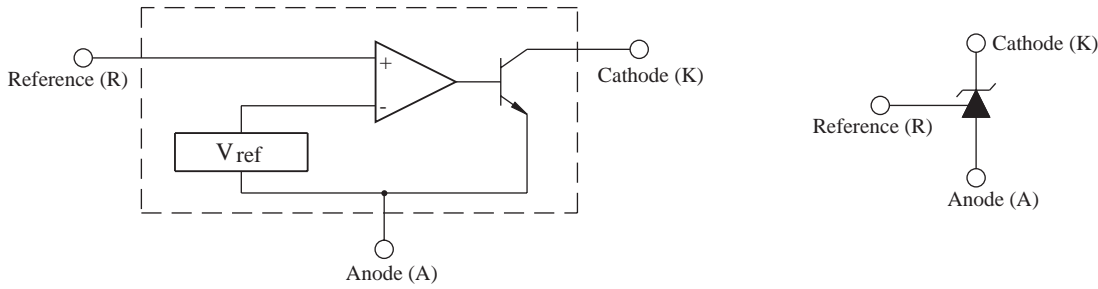 Reference (R)
+
-
V ref
Cathode (K)
Anode (A)
Cathode (K)
Reference (R)
Anode (A)